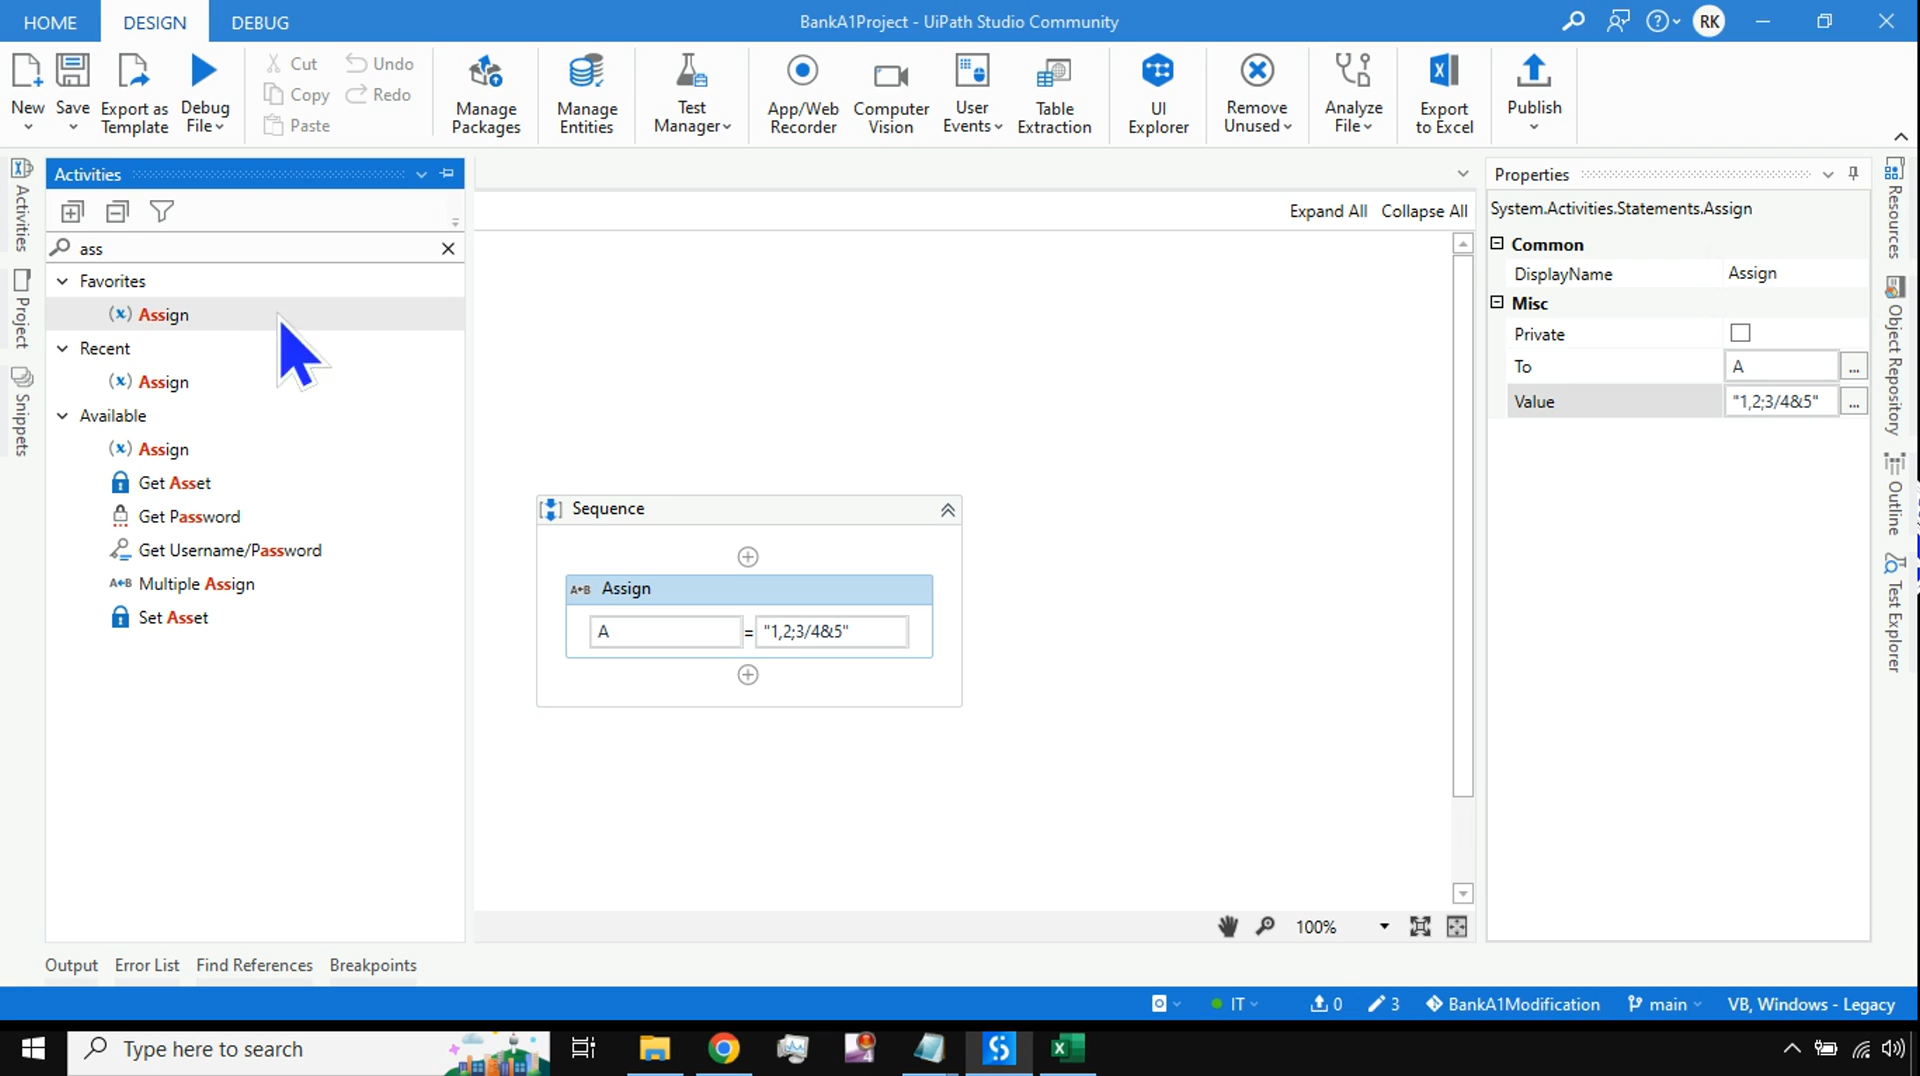 HOME DESIGN DEBUG
BankA1Project - UiPath Studio Community
RK
New
Save
Export as Template
Debug File
Cut
Copy
Paste
Undo
Redo
Manage Packages
Manage Entities
Test Manager
App/Web Recorder
Computer Vision
User Events
Table Extraction
UI Explorer
Remove Unused
Analyze File
Export to Excel
Publish
Activities
Project
Snippets
Activities
ass
Favorites
(x) Assign
Recent
(x) Assign
Available
(x) Assign
Get Asset
Get Password
Get Username/Password
A+B Multiple Assign
Set Asset
Expand All Collapse All
Sequence
A+B Assign
A = "1,2;3/4&5"
100%
Properties
System.Activities.Statements.Assign
Common
DisplayName Assign
Misc
Private
To A ...
Value "1,2;3/4&5" ...
Resources
Object Repository
Outline
Test Explorer
Output Error List Find References Breakpoints
IT 0 3 BankA1Modification main VB, Windows - Legacy
Type here to search